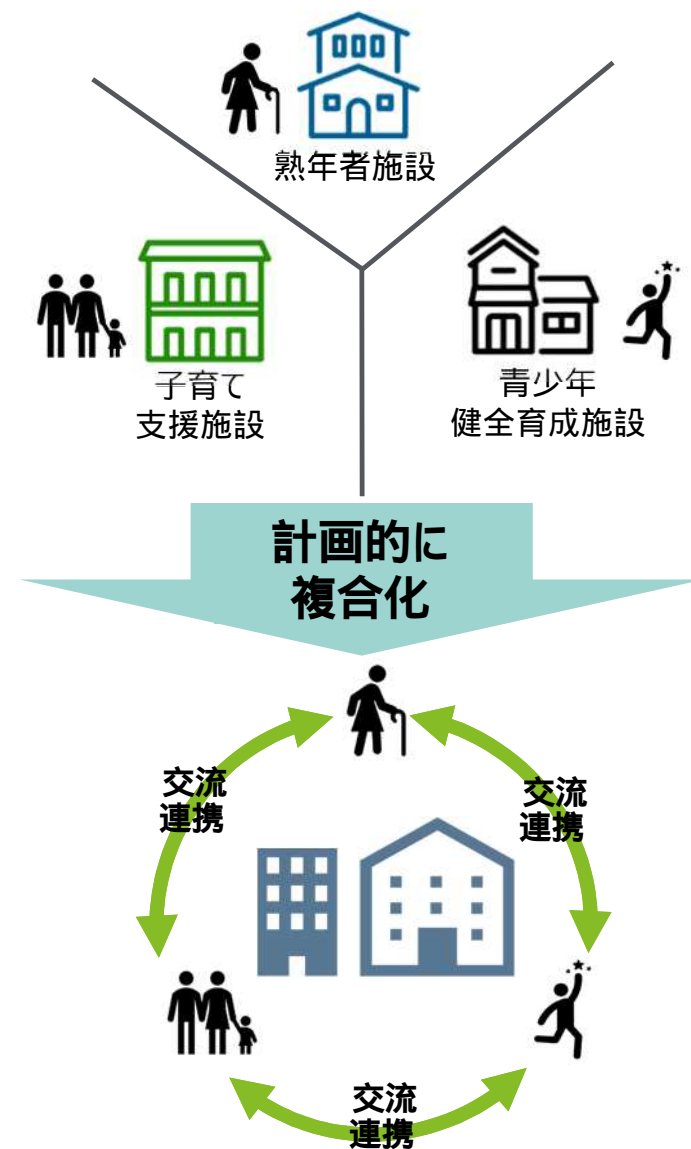 熟年者施設
子育て
支援施設
青少年
健全育成施設
計画的に
複合化
交流
連携
交流
連携
交流
連携